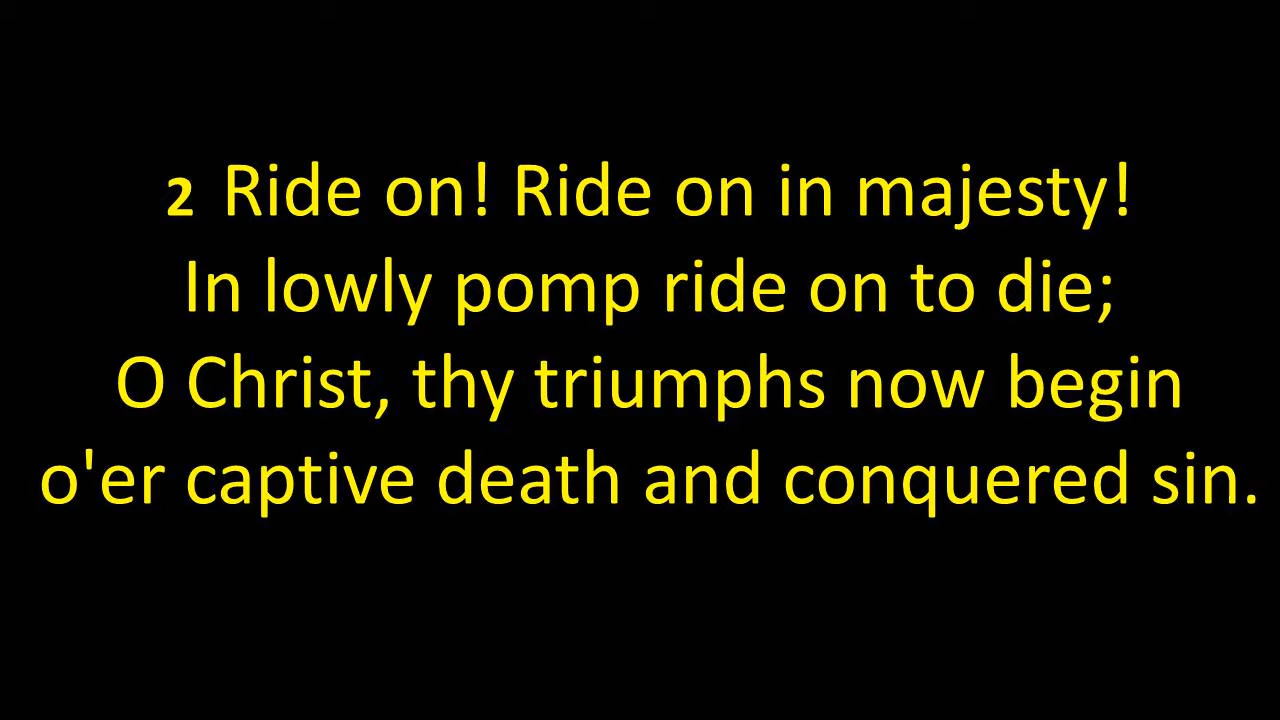 2 Ride on! Ride on in majesty!
In lowly pomp ride on to die;
O Christ, thy triumphs now begin
o'er captive death and conquered sin.